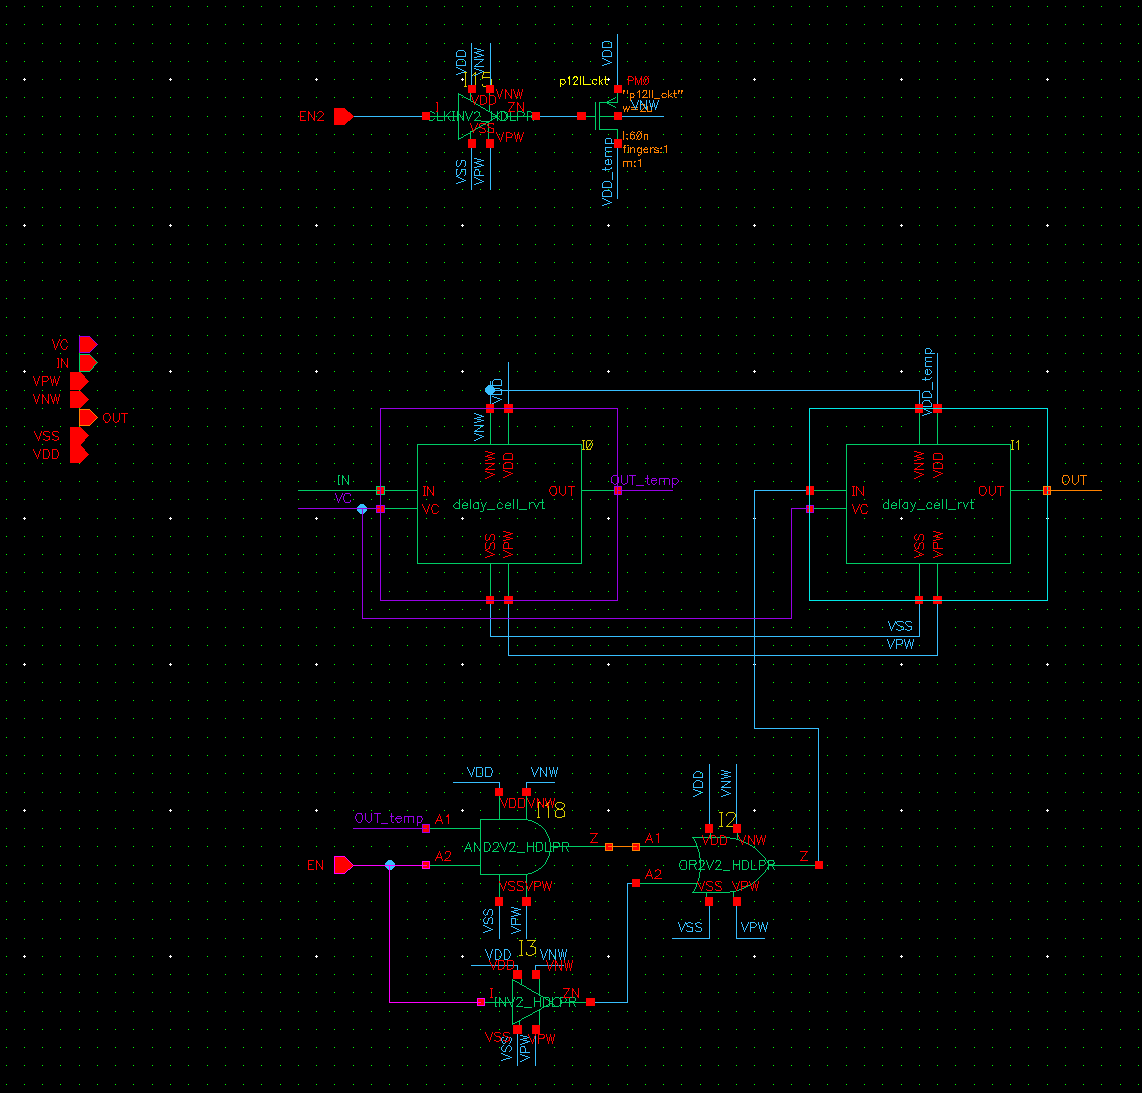 VDD
VNW
VDD
p12ll_ckt
PM0
"p12ll_ckt"
VNW
I
VDD
VNW
ZN
EN2
CLKINV2_HDLPR
VSS
VPW
l:60n
fingers:1
m:1
VSS
VPW
VDD_temp
VC
IN
VPW
VNW
OUT
VSS
VDD
VDD
VNW
I0
VNW
VDD
IN
VC
IN
VC
delay_cell_rvt
OUT
OUT_temp
VSS
VPW
VDD_temp
I1
VNW
VDD
IN
VC
delay_cell_rvt
OUT
OUT
VSS
VPW
VSS
VPW
VDD
VNW
VDD
VNW
VDD
VNW
I18
I2
OUT_temp
A1
AND2V2_HDLPR
Z
A1
VDD
VNW
EN
A2
VSS
VPW
OR2V2_HDLPR
Z
A2
VSS
VPW
VSS
VPW
VSS
VPW
I3
VDD
VNW
VDD
VNW
I
INV2_HDLPR
ZN
VSS
VPW
VSS
VPW